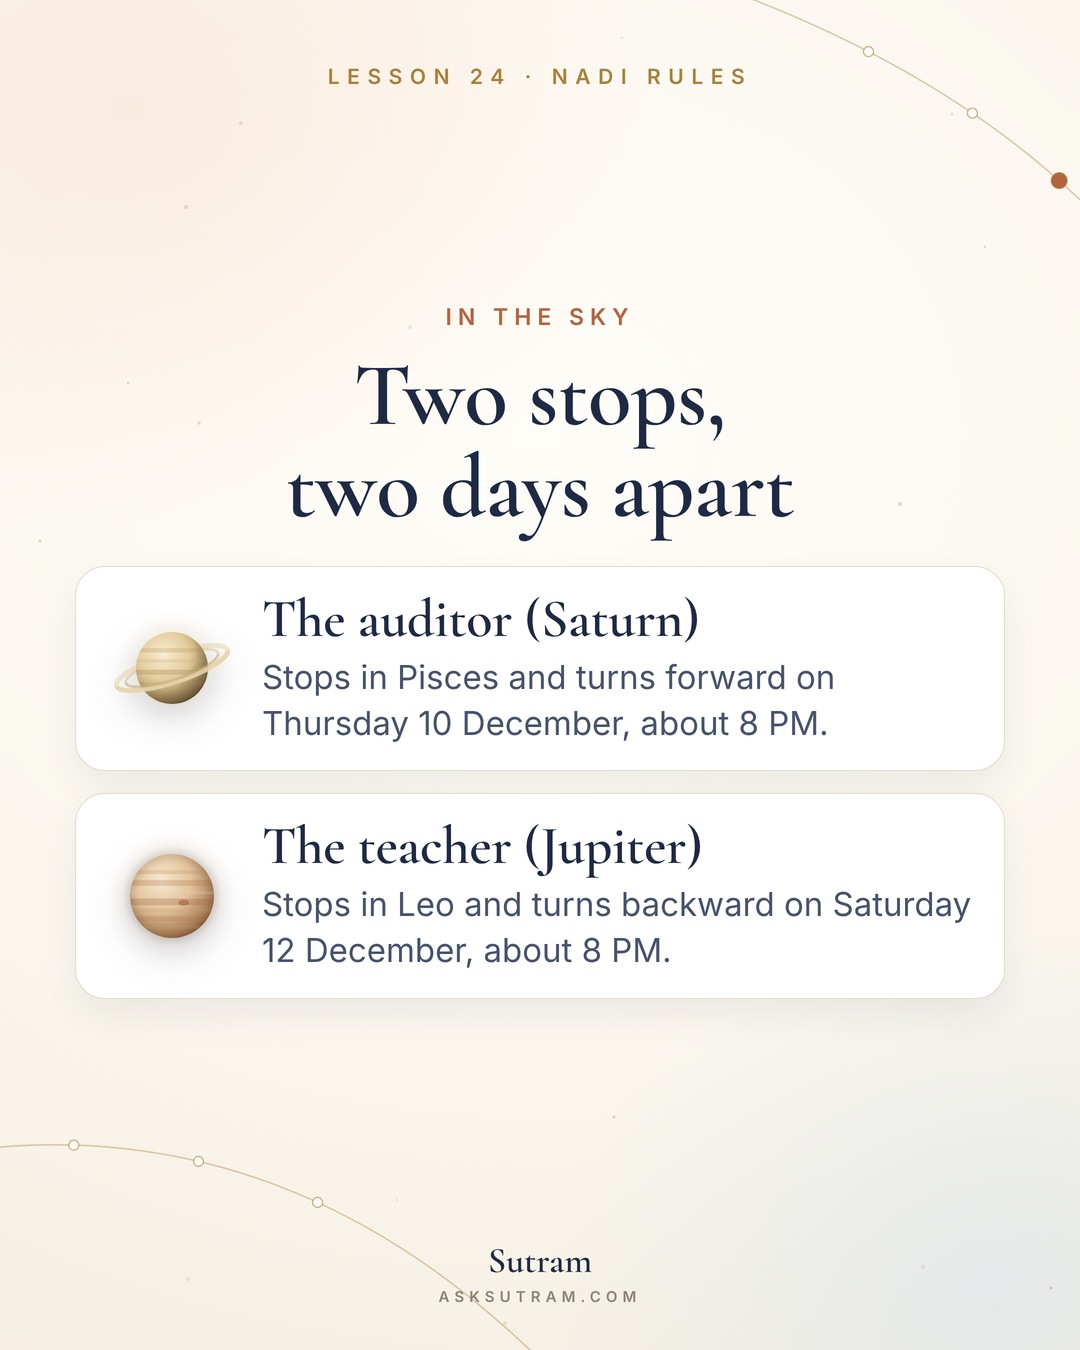 LESSON 24 · NADI RULES
IN THE SKY
Two stops,
two days apart
The auditor (Saturn)
Stops in Pisces and turns forward on
Thursday 10 December, about 8 PM.
The teacher (Jupiter)
Stops in Leo and turns backward on Saturday
12 December, about 8 PM.
Sutram
ASKSUTRAM.COM